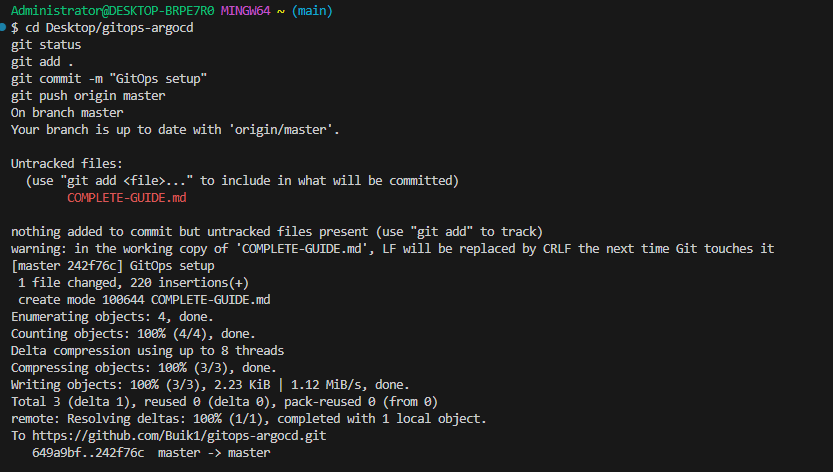 Administrator@DESKTOP-BRPE7R0 MINGW64 ~ (main)
$ cd Desktop/gitops-argocd
git status
git add .
git commit -m "GitOps setup"
git push origin master
On branch master
Your branch is up to date with 'origin/master'.

Untracked files:
  (use "git add <file>..." to include in what will be committed)
        COMPLETE-GUIDE.md

nothing added to commit but untracked files present (use "git add" to track)
warning: in the working copy of 'COMPLETE-GUIDE.md', LF will be replaced by CRLF the next time Git touches it
[master 242f76c] GitOps setup
 1 file changed, 220 insertions(+)
 create mode 100644 COMPLETE-GUIDE.md
Enumerating objects: 4, done.
Counting objects: 100% (4/4), done.
Delta compression using up to 8 threads
Compressing objects: 100% (3/3), done.
Writing objects: 100% (3/3), 2.23 KiB | 1.12 MiB/s, done.
Total 3 (delta 1), reused 0 (delta 0), pack-reused 0 (from 0)
remote: Resolving deltas: 100% (1/1), completed with 1 local object.
To https://github.com/Buik1/gitops-argocd.git
   649a9bf..242f76c  master -> master